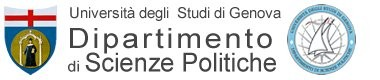 Università degli Studi di Genova
Dipartimento
di Scienze Politiche